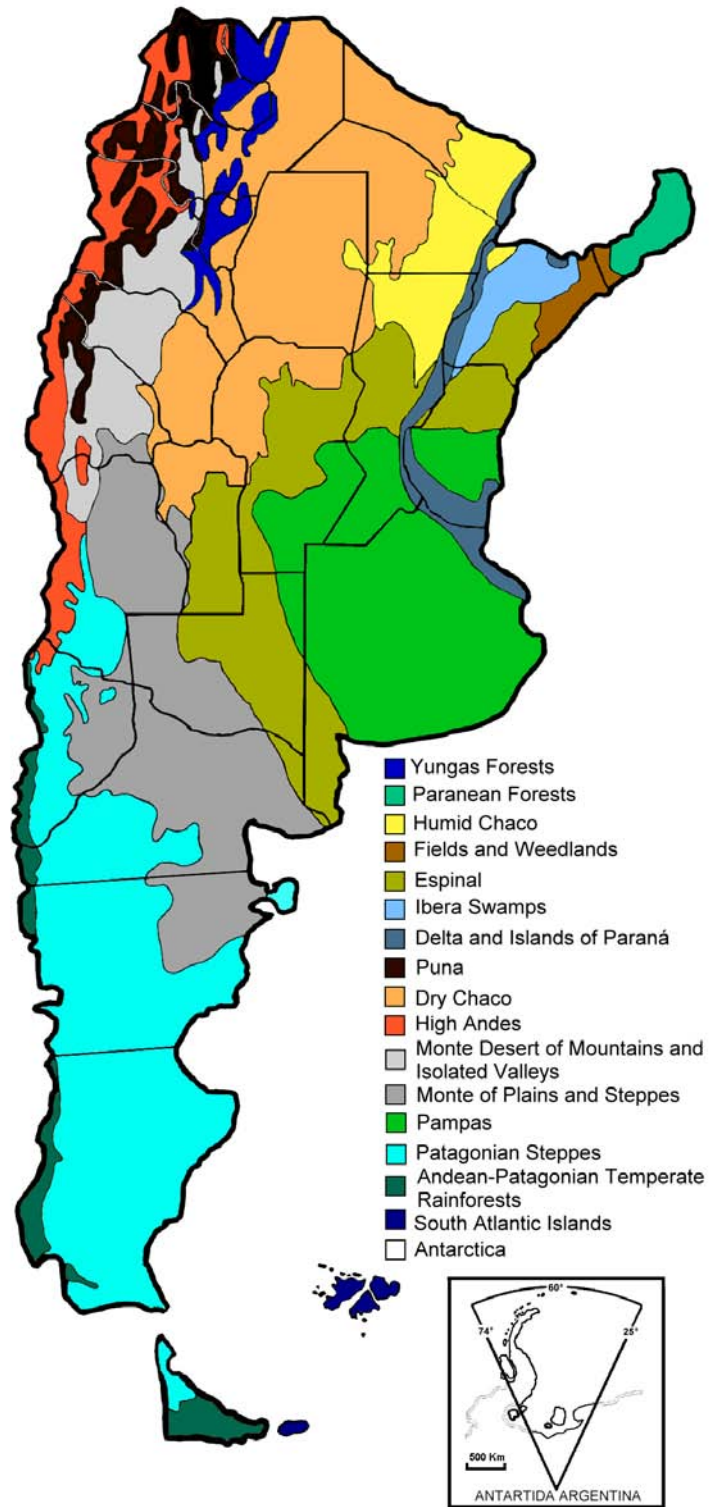 Yungas Forests
Paranean Forests
Humid Chaco
Fields and Weedlands
Espinal
Ibera Swamps
Delta and Islands of Paraná
Puna
Dry Chaco
High Andes
Monte Desert of Mountains and
Isolated Valleys
Monte of Plains and Steppes
Pampas
Patagonian Steppes
Andean-Patagonian Temperate
Rainforests
South Atlantic Islands
Antarctica
60°
74°
25°
500 Km
ANTARTIDA ARGENTINA